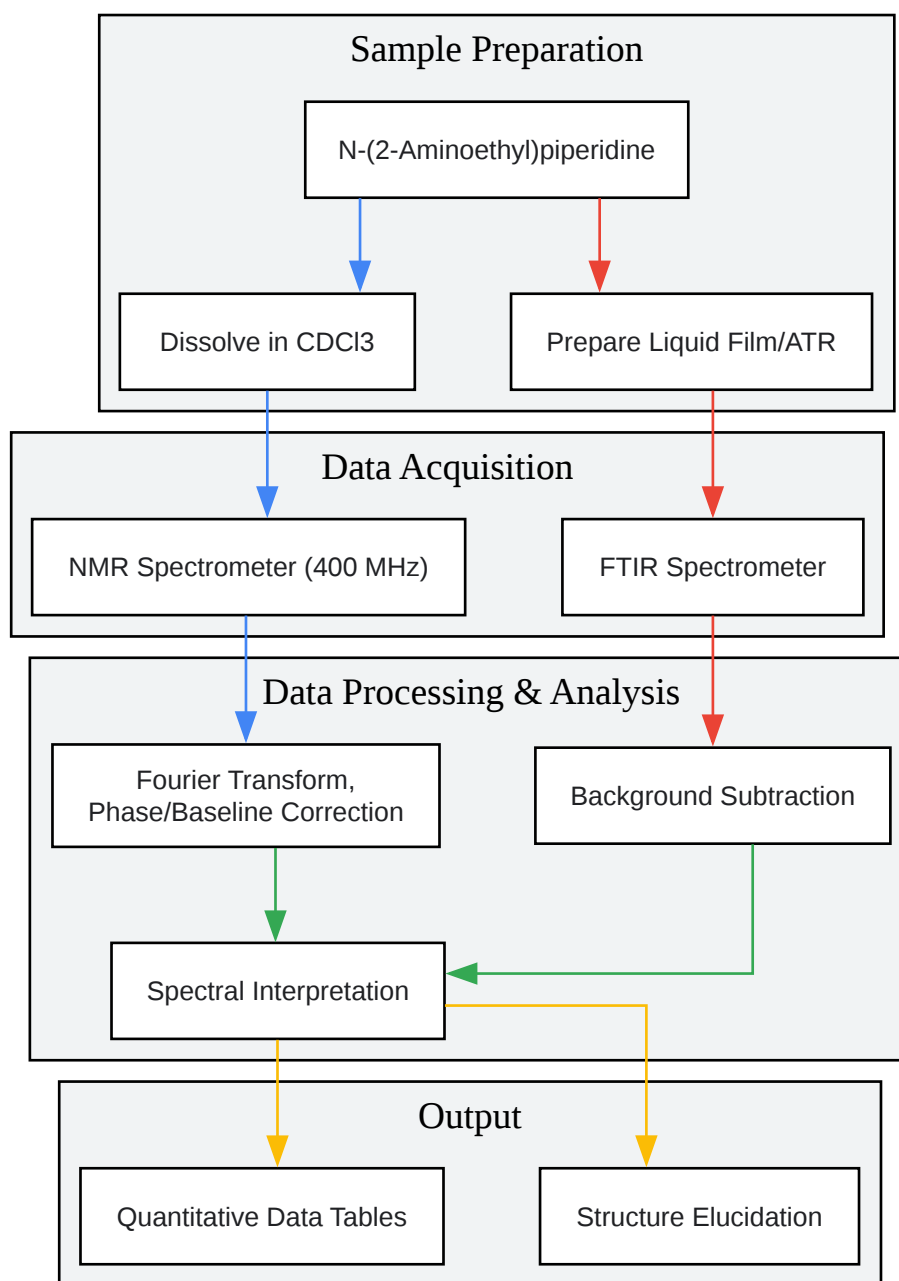 Sample Preparation
N-(2-Aminoethyl)piperidine
Dissolve in CDCl3
Prepare Liquid Film/ATR
Data Acquisition
NMR Spectrometer (400 MHz)
FTIR Spectrometer
Data Processing & Analysis
Fourier Transform,
Phase/Baseline Correction
Background Subtraction
Spectral Interpretation
Output
Quantitative Data Tables
Structure Elucidation